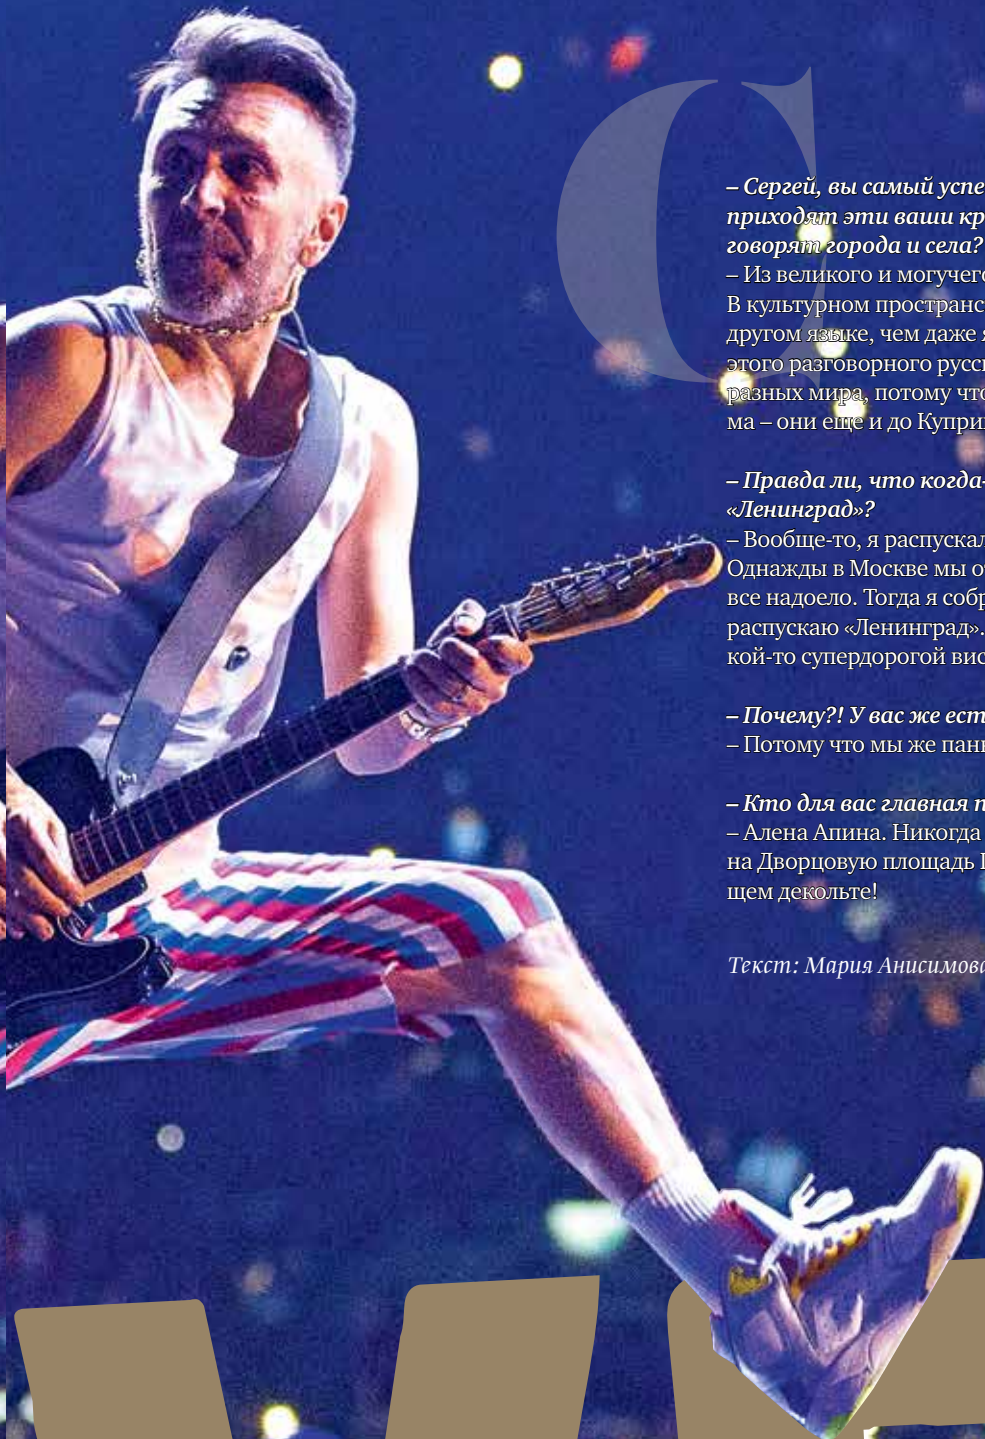 С
– Сергей, вы самый успе
приходят эти ваши кр
говорят города и села?
– Из великого и могучего
В культурном пространс
другом языке, чем даже
этого разговорного русс
разных мира, потому что
ма – они еще и до Купри
– Правда ли, что когда-
«Ленинград»?
– Вообще-то, я распускал
Однажды в Москве мы от
все надоело. Тогда я собр
распускаю «Ленинград».
кой-то супердорогой вис
– Почему?! У вас же ест
– Потому что мы же пан
– Кто для вас главная п
– Алена Апина. Никогда
на Дворцовую площадь
щем декольте!
Текст: Мария Анисимова